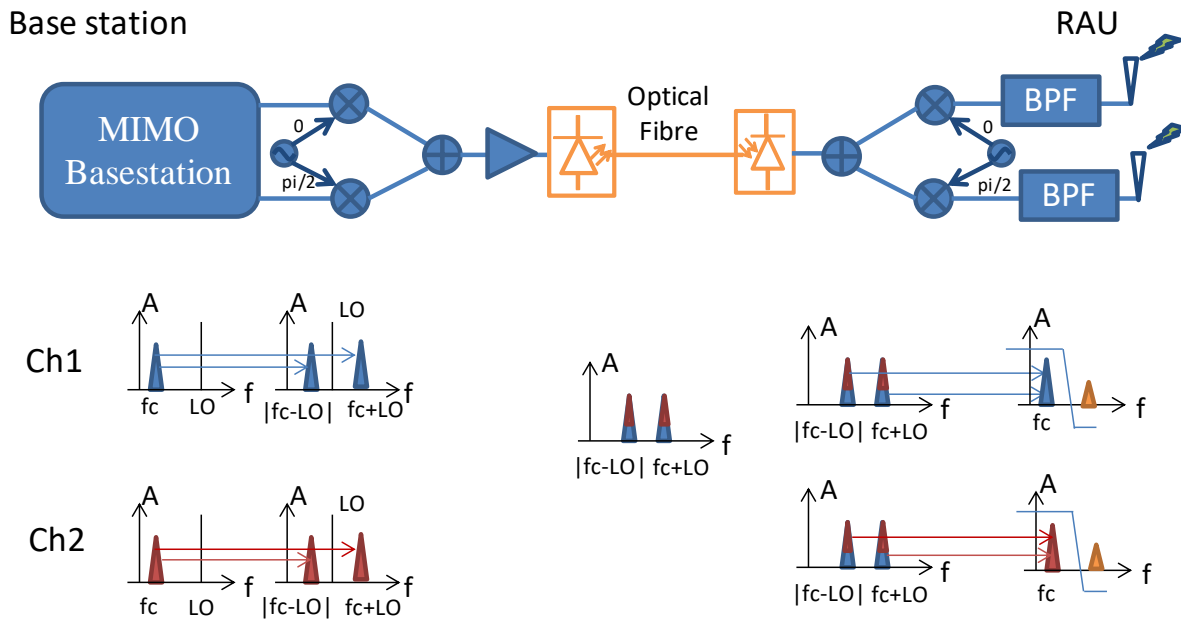 Base station
RAU
MIMO
Basestation
0
pi/2
Optical
Fibre
0
pi/2
BPF
BPF
Ch1
A
fc
LO
f
A
LO
|fc-LO|
fc+LO
f
A
|fc-LO|
fc+LO
f
A
|fc-LO|
fc+LO
f
A
fc
f
Ch2
A
fc
LO
f
A
LO
|fc-LO|
fc+LO
f
A
|fc-LO|
fc+LO
f
A
fc
f